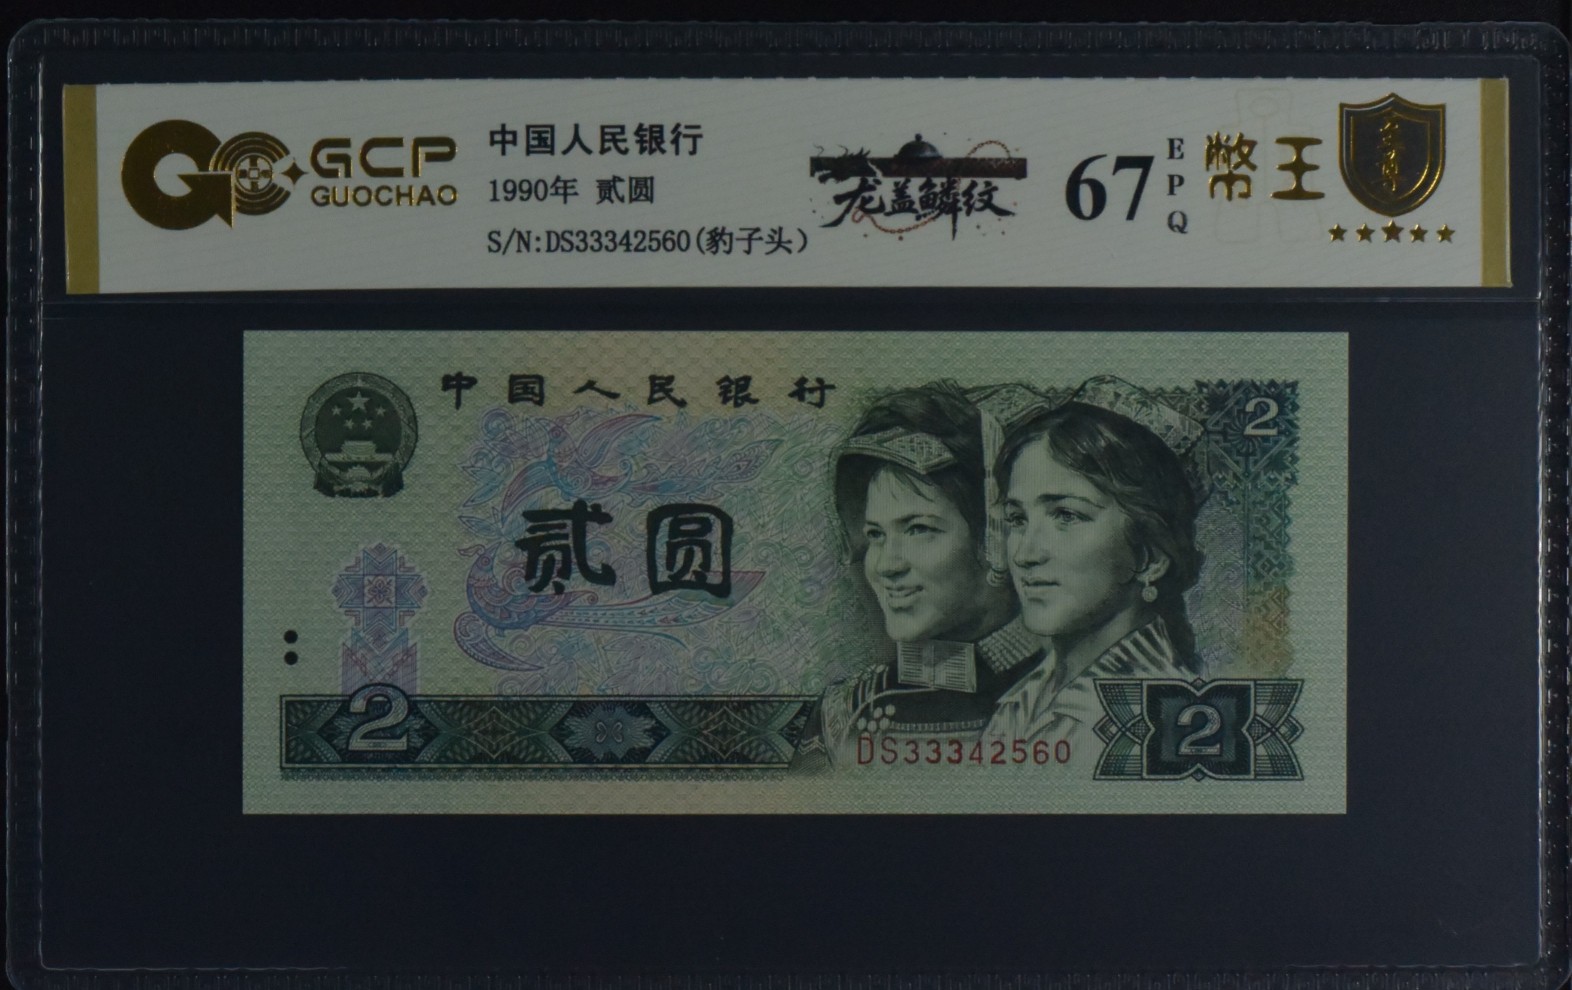 GCP
GUOCHAO
中国人民银行
1990年 贰圆
S/N:DS33342560(豹子头)
龙盖鳞纹
67
EPQ
幣王
中国人民银行
2
贰圆
2
2
DS33342560